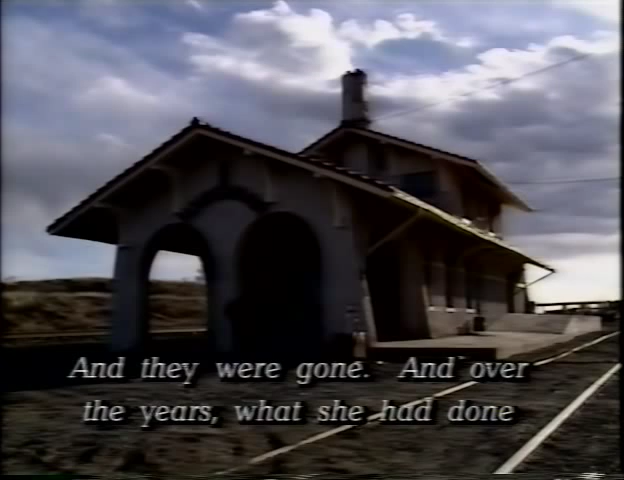 And they were gone. And over
the years, what she had done